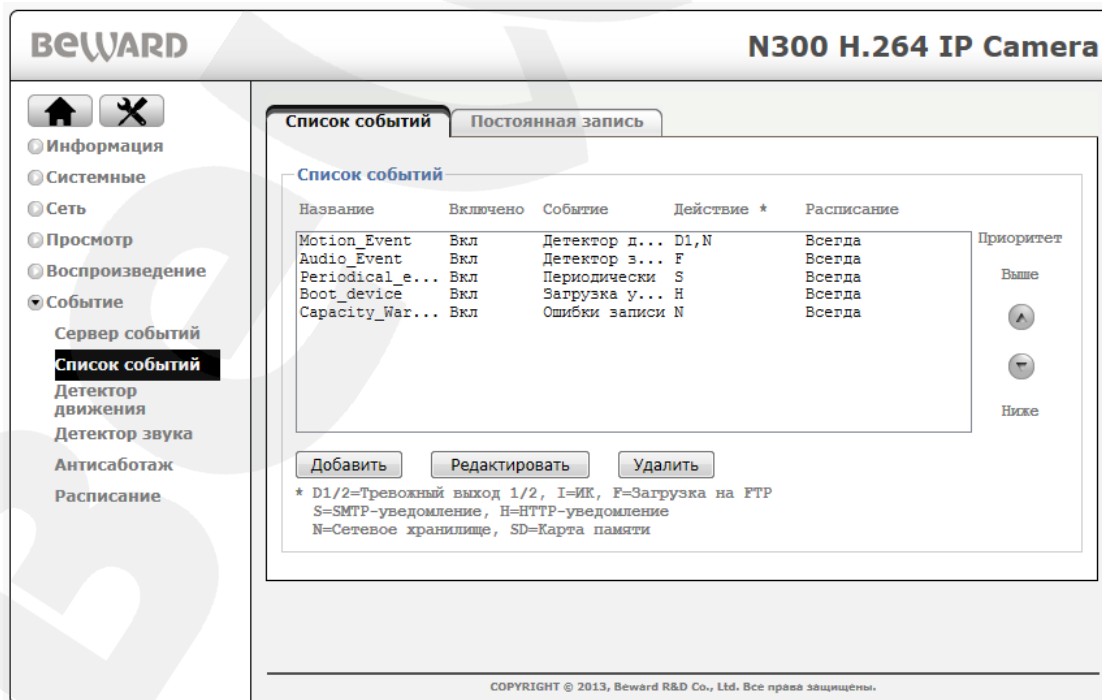 BEWARD
N300 H.264 IP Camera
Информация
Системные
Сеть
Просмотр
Воспроизведение
Событие
Сервер событий
Список событий
Детектор
движения
Детектор звука
Антисаботаж
Расписание
Список событий Постоянная запись
Список событий
Название Включено Событие Действие * Расписание
Motion_Event Вкл Детектор д... D1,N Всегда
Audio_Event Вкл Детектор з... F Всегда
Periodical_e... Вкл Периодически S Всегда
Boot_device Вкл Загрузка у... H Всегда
Capacity_War... Вкл Ошибки записи N Всегда
Приоритет
Выше
Ниже
Добавить Редактировать Удалить
* D1/2=Тревожный выход 1/2, I=ИК, F=Загрузка на FTP
S=SMTP-уведомление, H=HTTP-уведомление
N=Сетевое хранилище, SD=Карта памяти
COPYRIGHT © 2013, Beward R&D Co., Ltd. Все права защищены.